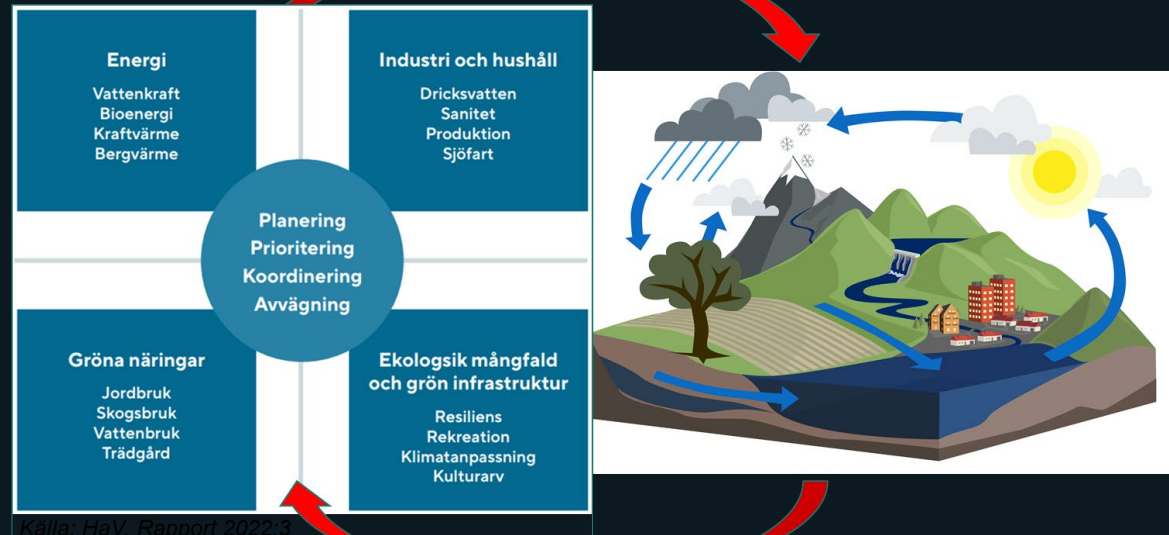 Energi
Vattenkraft
Bioenergi
Kraftvärme
Bergvärme
Industri och hushåll
Dricksvatten
Sanitet
Produktion
Sjöfart
Planering
Prioritering
Koordinering
Avvägning
Gröna näringar
Jordbruk
Skogsbruk
Vattenbruk
Trädgård
Ekologsik mångfald
och grön infrastruktur
Resiliens
Rekreation
Klimatanpassning
Kulturarv
Källa: HaV, Rapport 2022:3